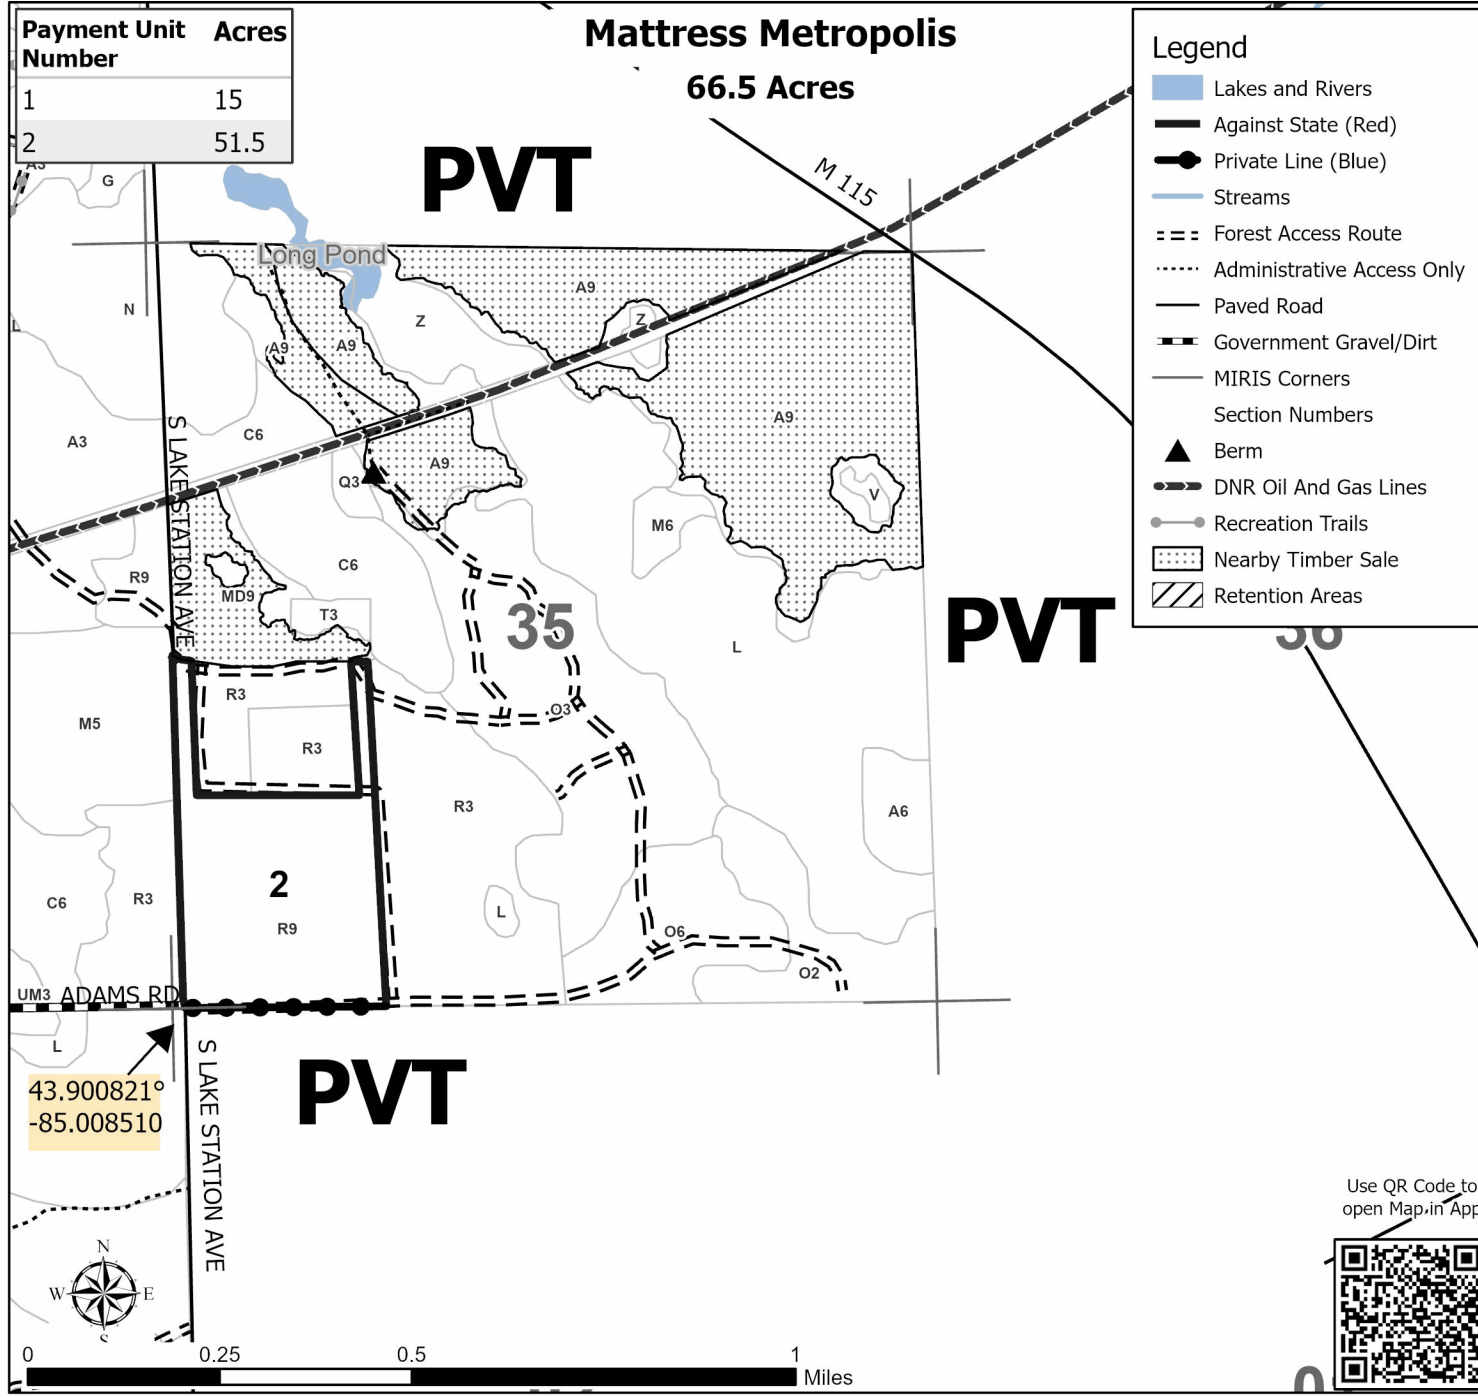 Payment Unit Number Acres
1 15
2 51.5
Mattress Metropolis
66.5 Acres
Legend
Lakes and Rivers
Against State (Red)
Private Line (Blue)
Streams
Forest Access Route
Administrative Access Only
Paved Road
Government Gravel/Dirt
MIRIS Corners
Section Numbers
Berm
DNR Oil And Gas Lines
Recreation Trails
Nearby Timber Sale
Retention Areas
A3
G
PVT
M 115
Long Pond
A9
N
Z
Z
L
A9
A9
A9
A3
C6
S LAKE STATION AVE
A9
Q3
V
M6
C6
R9
MD9
T3
35
PVT
36
L
R3
O3
M5
R3
R3
A6
2
C6
R3
L
R9
O6
O2
UM3
ADAMS RD
L
S LAKE STATION AVE
PVT
43.900821°
-85.008510
N
W E
S
Use QR Code to
open Map in App
0 0.25 0.5 1
Miles